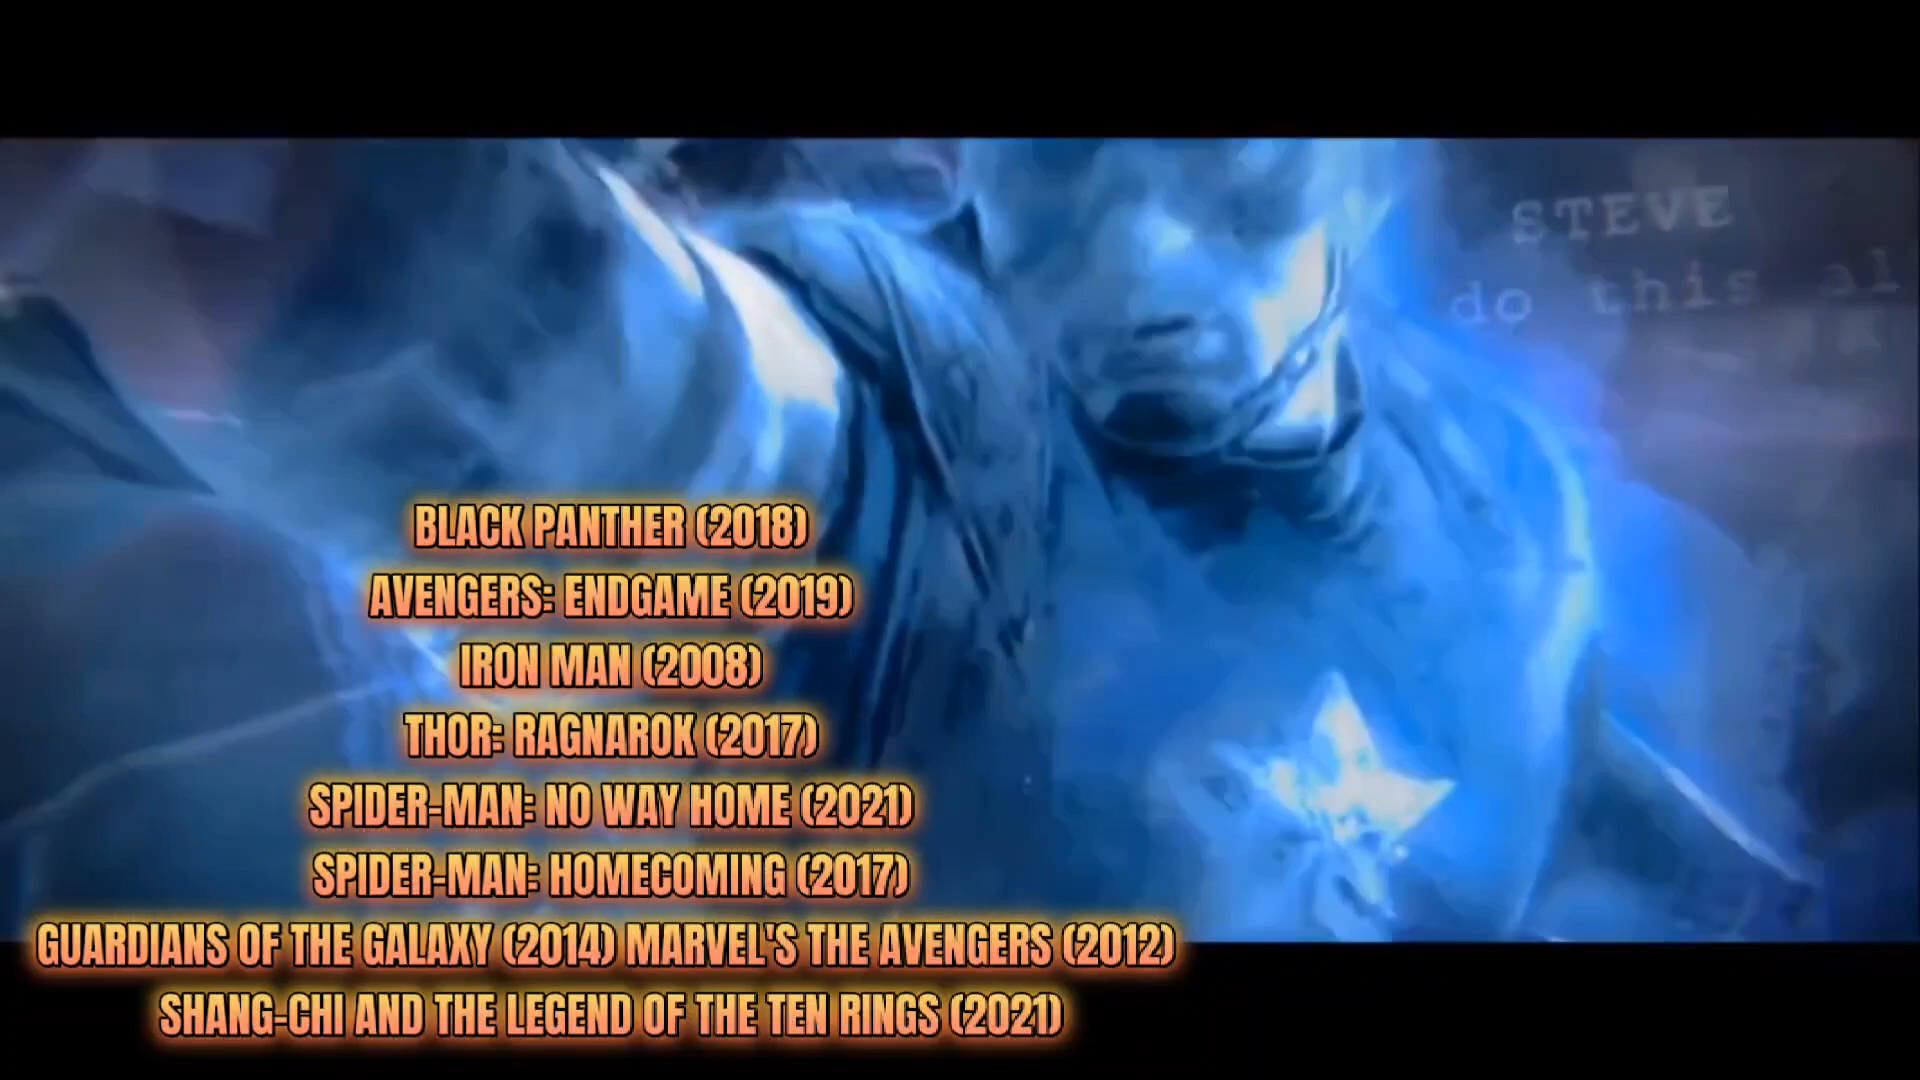 STEVE
do this al
BLACK PANTHER (2018)
AVENGERS: ENDGAME (2019)
IRON MAN (2008)
THOR: RAGNAROK (2017)
SPIDER-MAN: NO WAY HOME (2021)
SPIDER-MAN: HOMECOMING (2017)
GUARDIANS OF THE GALAXY (2014) MARVEL'S THE AVENGERS (2012)
SHANG-CHI AND THE LEGEND OF THE TEN RINGS (2021)